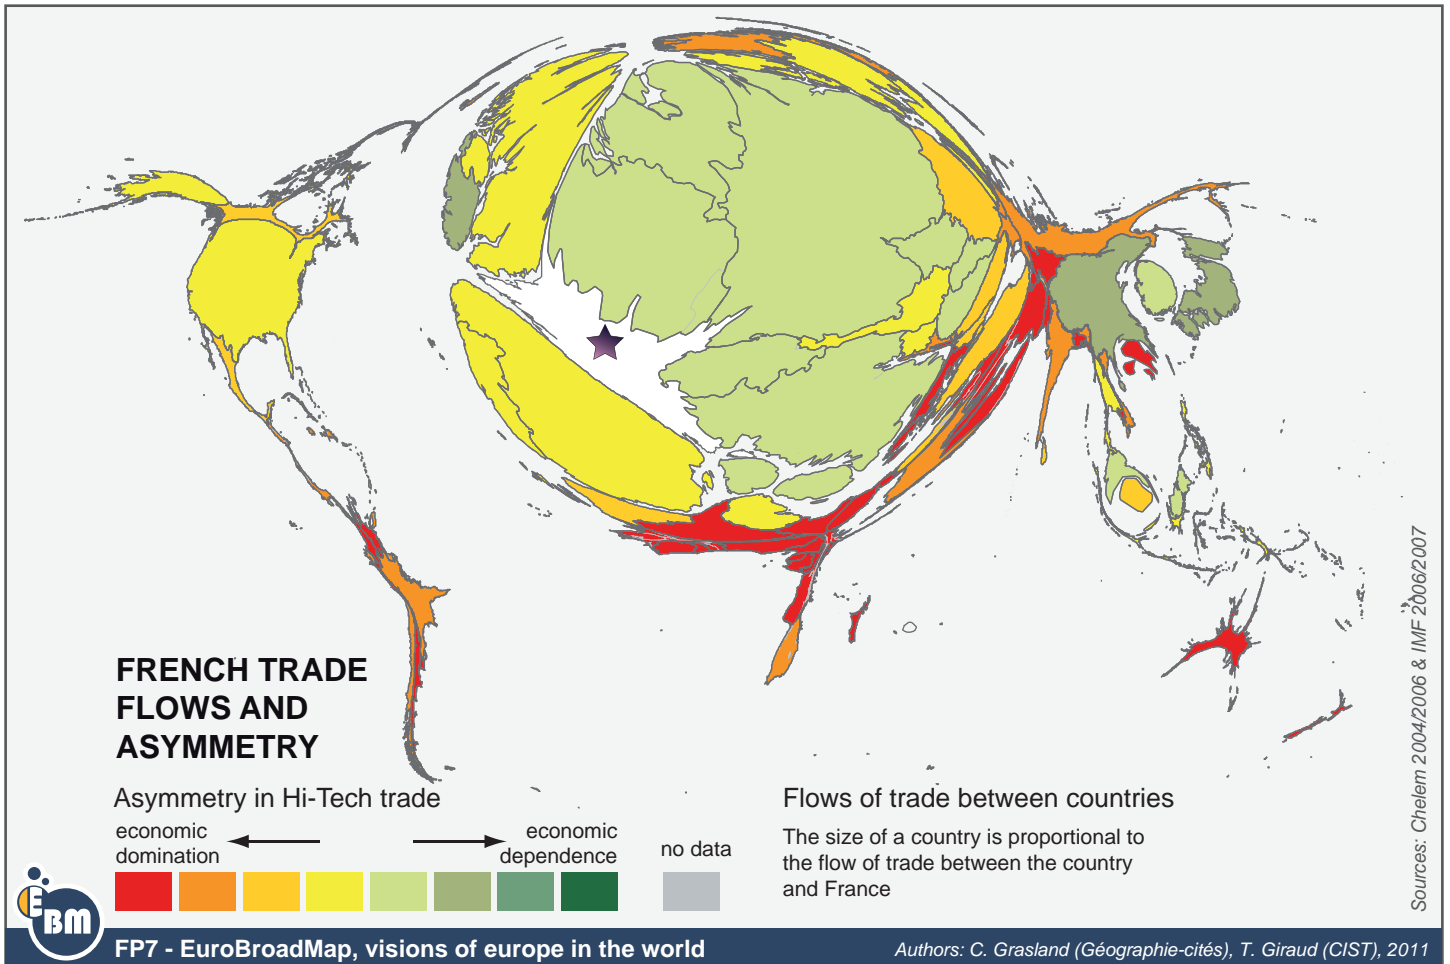 FRENCH TRADE
FLOWS AND
ASYMMETRY
Asymmetry in Hi-Tech trade
economic
domination
economic
dependence
no data
Flows of trade between countries
The size of a country is proportional to
the flow of trade between the country
and France
Sources: Chelem 2004/2006 & IMF 2006/2007
EBM
FP7 - EuroBroadMap, visions of europe in the world
Authors: C. Grasland (Géographie-cités), T. Giraud (CIST), 2011